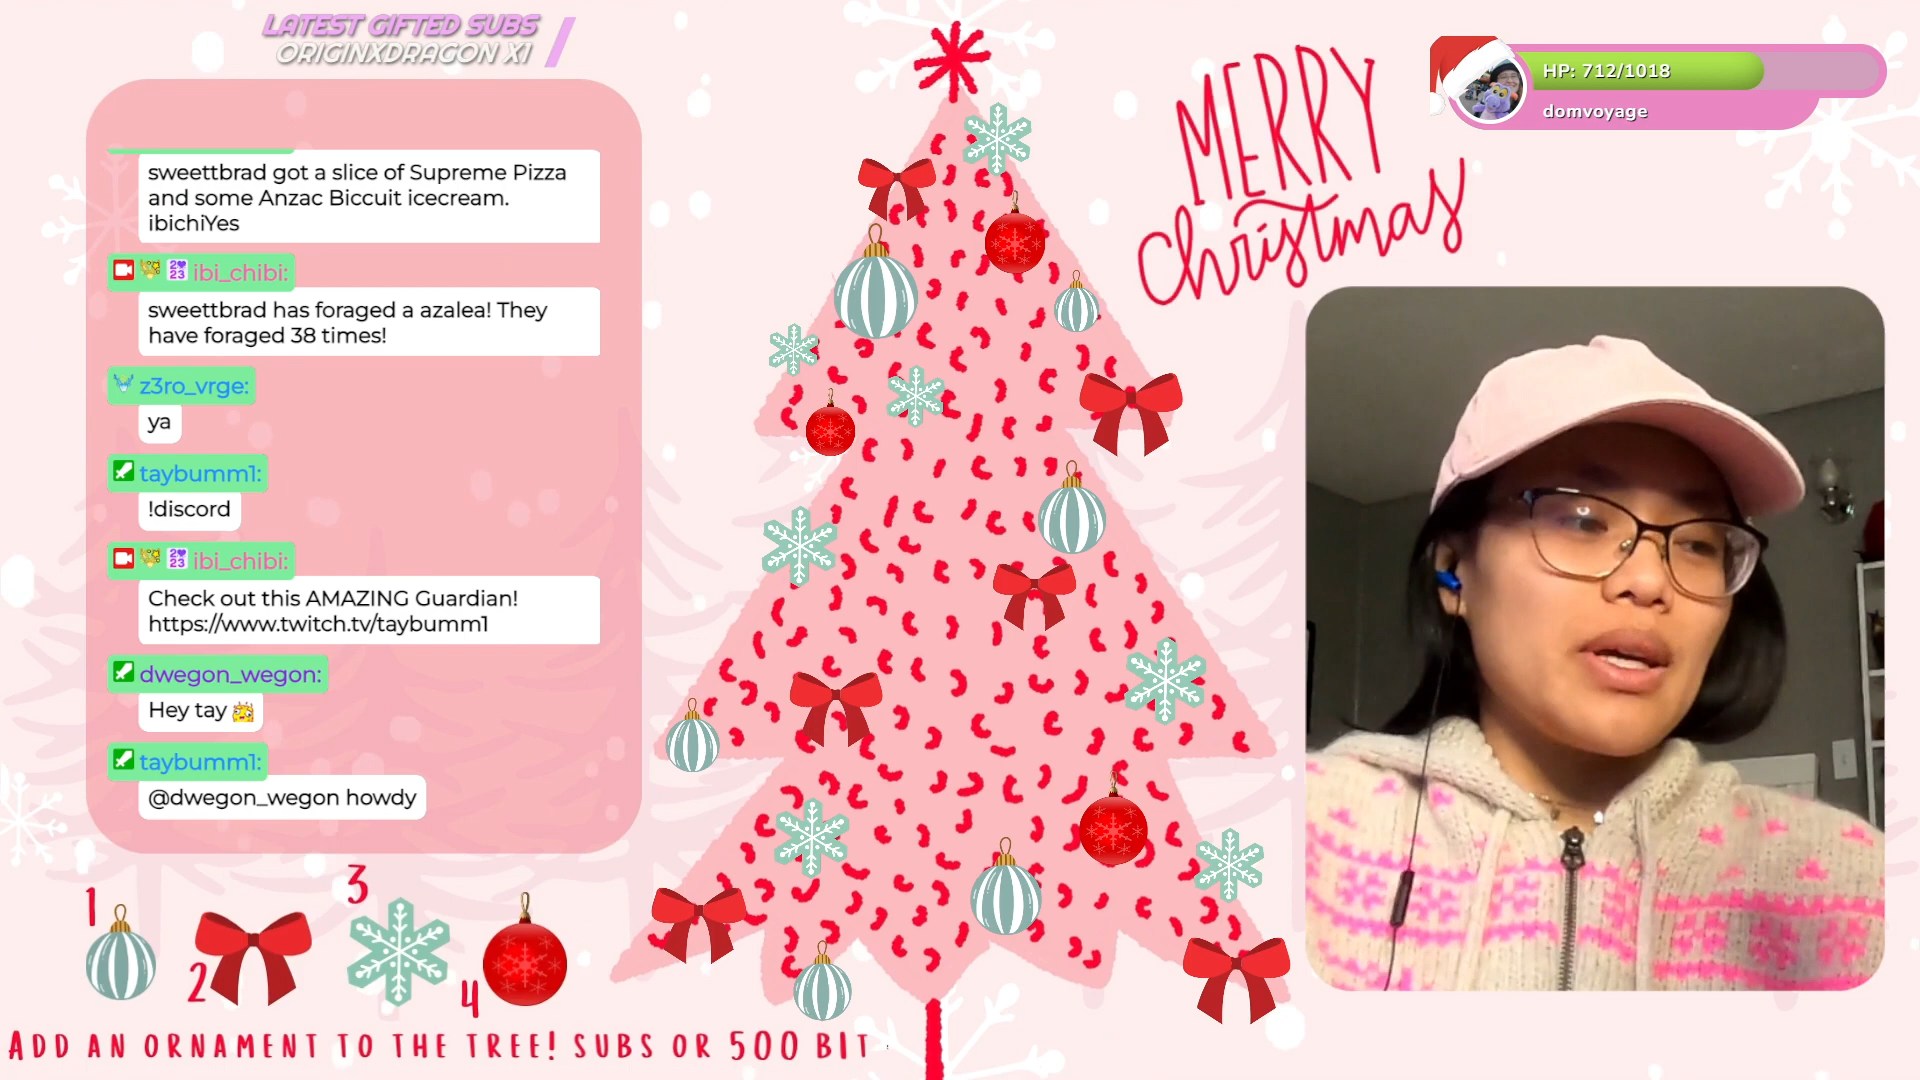 LATEST GIFTED SUBS
ORIGINXDRAGON X1
sweettbrad got a slice of Supreme Pizza
and some Anzac Biccuit icecream.
ibichiYes
ibi_chibi:
sweettbrad has foraged a azalea! They
have foraged 38 times!
z3ro_vrge:
ya
taybumm1:
!discord
ibi_chibi:
Check out this AMAZING Guardian!
https://www.twitch.tv/taybumm1
dwegon_wegon:
Hey tay
taybumm1:
@dwegon_wegon howdy
1
2
3
4
ADD AN ORNAMENT TO THE TREE! SUBS OR 500 BIT
MERRY
Christmas
HP: 712/1018
domvoyage